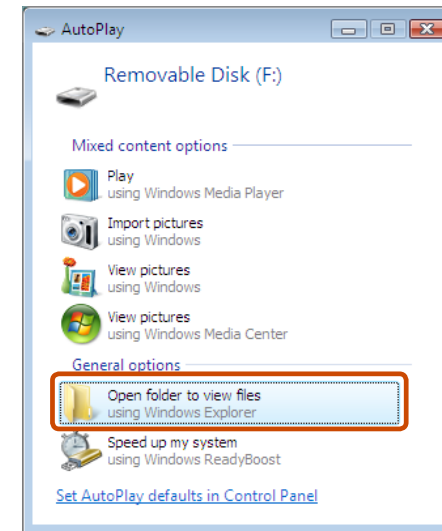 AutoPlay
Removable Disk (F:)
Mixed content options
Play
using Windows Media Player
Import pictures
using Windows
View pictures
using Windows
View pictures
using Windows Media Center
General options
Open folder to view files
using Windows Explorer
Speed up my system
using Windows ReadyBoost
Set AutoPlay defaults in Control Panel